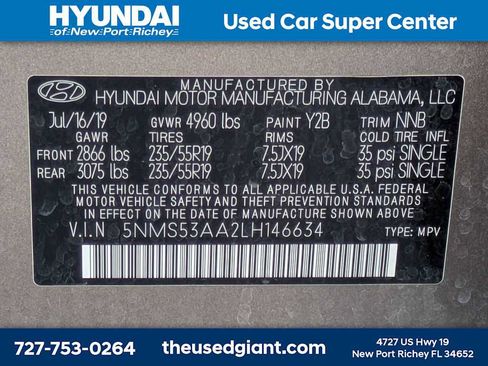 HYUNDAI
of New Port Richey
Used Car Super Center
MANUFACTURED BY
HYUNDAI MOTOR MANUFACTURING ALABAMA, LLC
Jul/16/19 GVWR 4960 lbs PAINT Y2B TRIM NNB
GAWR TIRES RIMS COLD TIRE INFL
FRONT 2866 lbs 235/55R19 7.5JX19 35 psi SINGLE
REAR 3075 lbs 235/55R19 7.5JX19 35 psi SINGLE
THIS VEHICLE CONFORMS TO ALL APPLICABLE U.S.A. FEDERAL
MOTOR VEHICLE SAFETY, BUMPER,
AND THEFT PREVENTION STANDARDS IN EFFECT ON THE DATE
OF MANUFACTURE SHOWN ABOVE.
V.I.N 5NMS53AA2LH146634
TYPE: MPV
727-753-0264
theusedgiant.com
4727 US Hwy 19
New Port Richey FL 34652